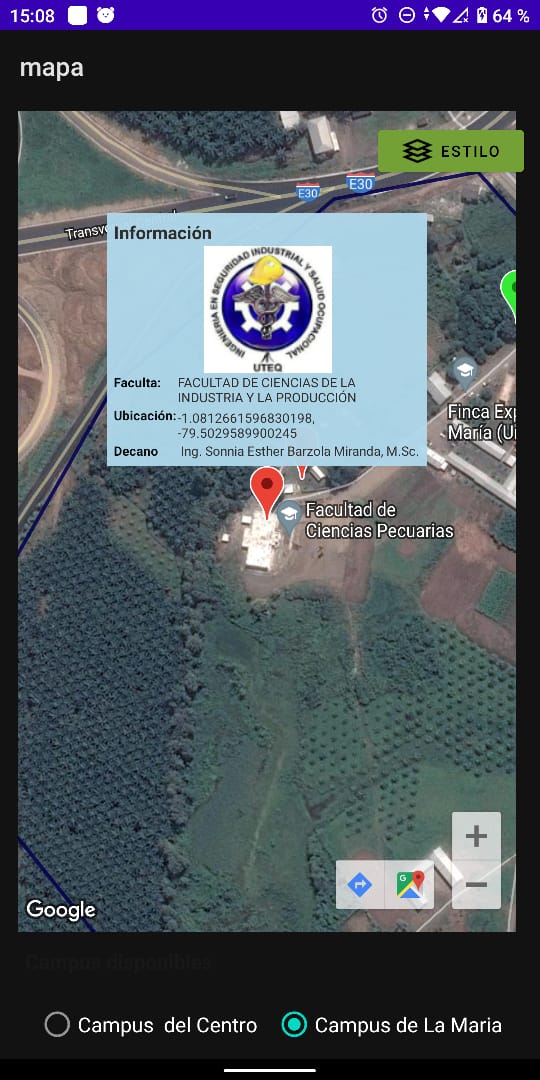 15:08
64 %
mapa
ESTILO
E30
E30
Información
INGENIERIA EN SEGURIDAD INDUSTRIAL Y SALUD OCUPACIONAL
UTEQ
Faculta: FACULTAD DE CIENCIAS DE LA
INDUSTRIA Y LA PRODUCCIÓN
Ubicación: -1.0812661596830198,
-79.5029589900245
Decano Ing. Sonnia Esther Barzola Miranda, M.Sc.
Finca Exp
María (U
Facultad de
Ciencias Pecuarias
+
G
−
Google
Campus disponibles
Campus del Centro
Campus de La Maria